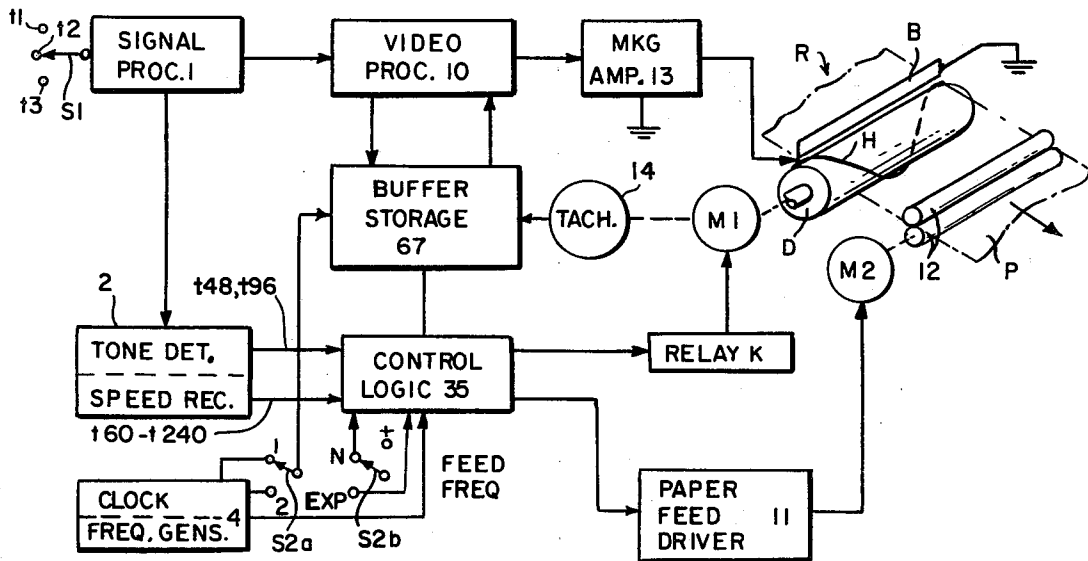 t1
t2
t3
S1
SIGNAL
PROC. 1
VIDEO
PROC. 10
MKG
AMP. 13
R
B
H
D
12
P
BUFFER
STORAGE
67
14
TACH.
M1
M2
2
t48,t96
TONE DET.
SPEED REC.
t60-t240
CONTROL
LOGIC 35
RELAY K
1
2
S2a
N
+
EXP
S2b
FEED
FREQ
CLOCK
FREQ. GENS.
4
PAPER
FEED
DRIVER
11